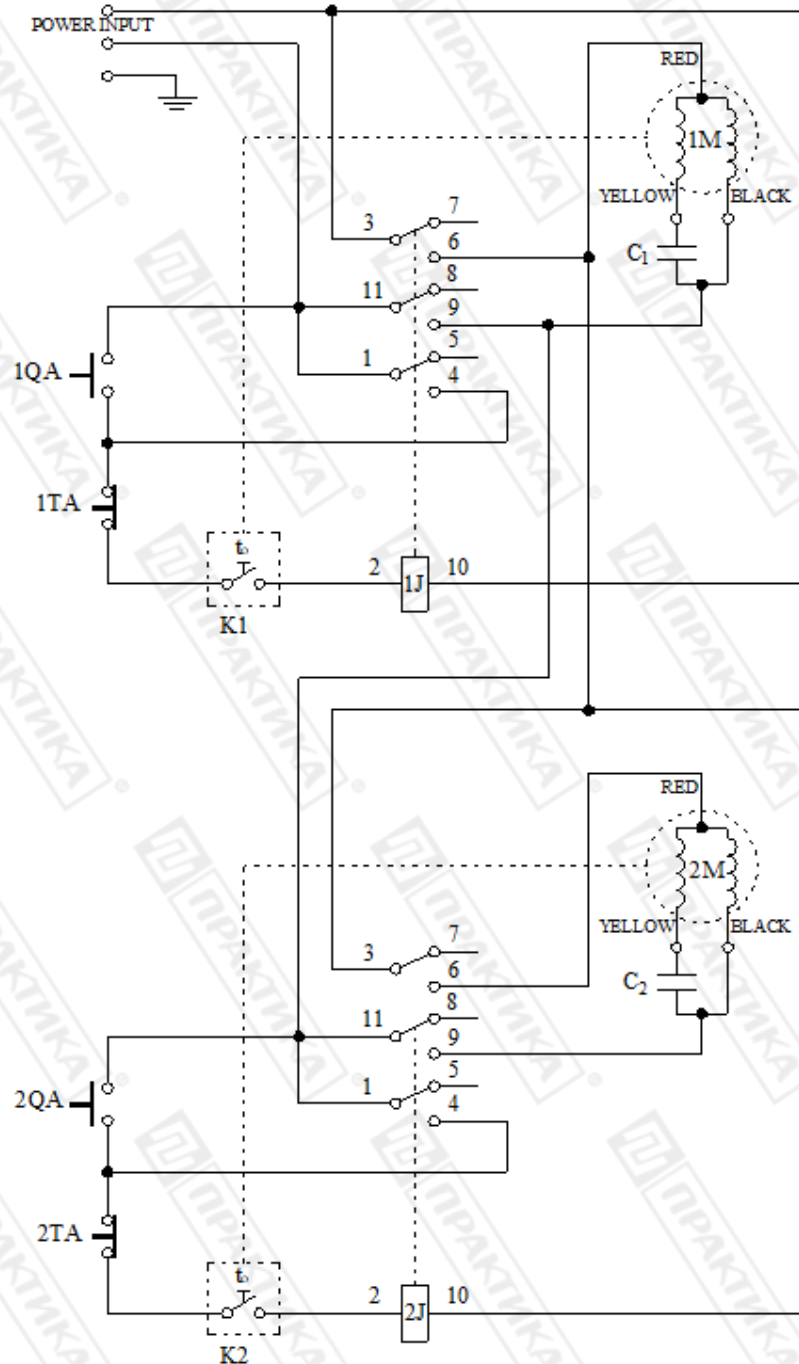 POWER INPUT
RED
1M
YELLOW
BLACK
C1
3
7
6
11
8
9
1
5
4
1QA
1TA
t°
K1
2
1J
10
RED
2M
YELLOW
BLACK
C2
3
7
6
11
8
9
1
5
4
2QA
2TA
t°
K2
2
2J
10
ПРАКТИКА®